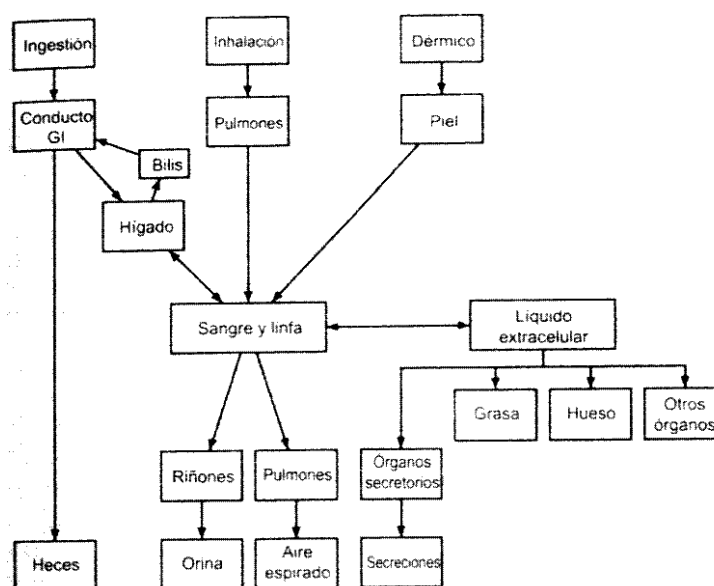 Ingestión
Inhalación
Dérmico
Conducto
GI
Pulmones
Piel
Bilis
Hígado
Sangre y linfa
Líquido
extracelular
Grasa
Hueso
Otros
órganos
Riñones
Pulmones
Órganos
secretorios
Heces
Orina
Aire
espirado
Secreciones